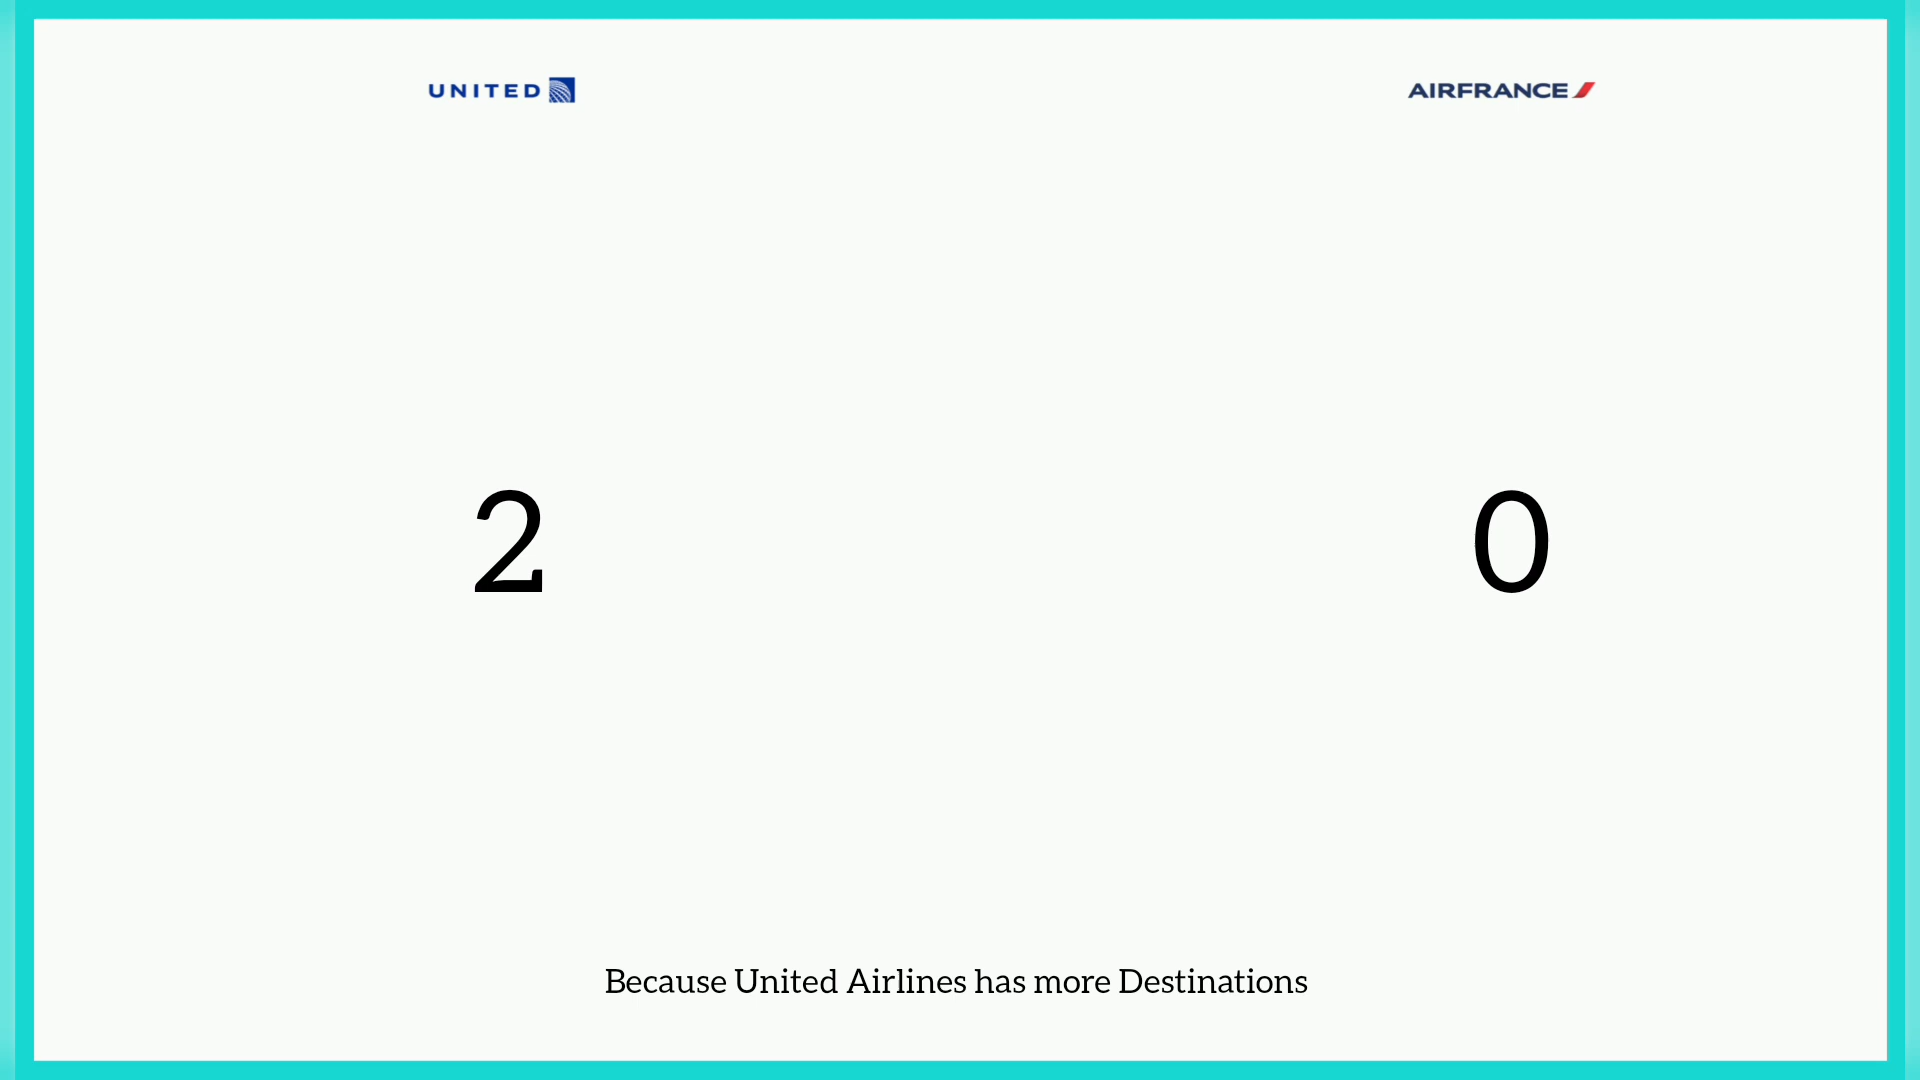 UNITED
AIRFRANCE
2
0
Because United Airlines has more Destinations